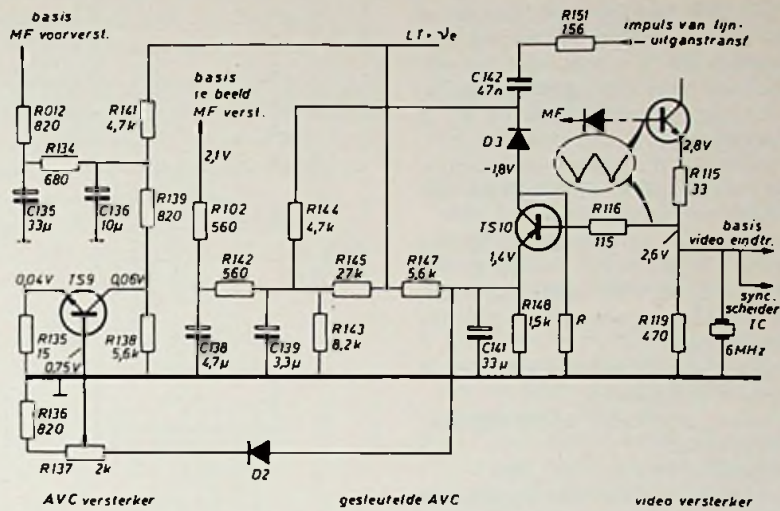 basis
MF voorverst.
R012
820
R141
4,7k
R134
680
C135
33µ
C136
10µ
R139
820
0,04V
TS9
0,06V
R135
15
0,75V
R138
5,6k
R136
820
R137
2k
AVC versterker
basis
1e beeld
MF verst.
2,1V
R102
560
R142
560
C138
4,7µ
C139
3,3µ
R144
4,7k
R145
27k
R143
8,2k
R147
5,6k
D2
gesleutelde AVC
R151
156
impuls van lijn-
uitganstransf
C142
47n
D3
-1,8V
TS10
1,4V
C141
33µ
R148
1,5k
R
MF
R116
115
2,8V
R115
33
2,6V
basis
video eindtr.
sync.
scheider
IC
R119
470
6MHz
video versterker